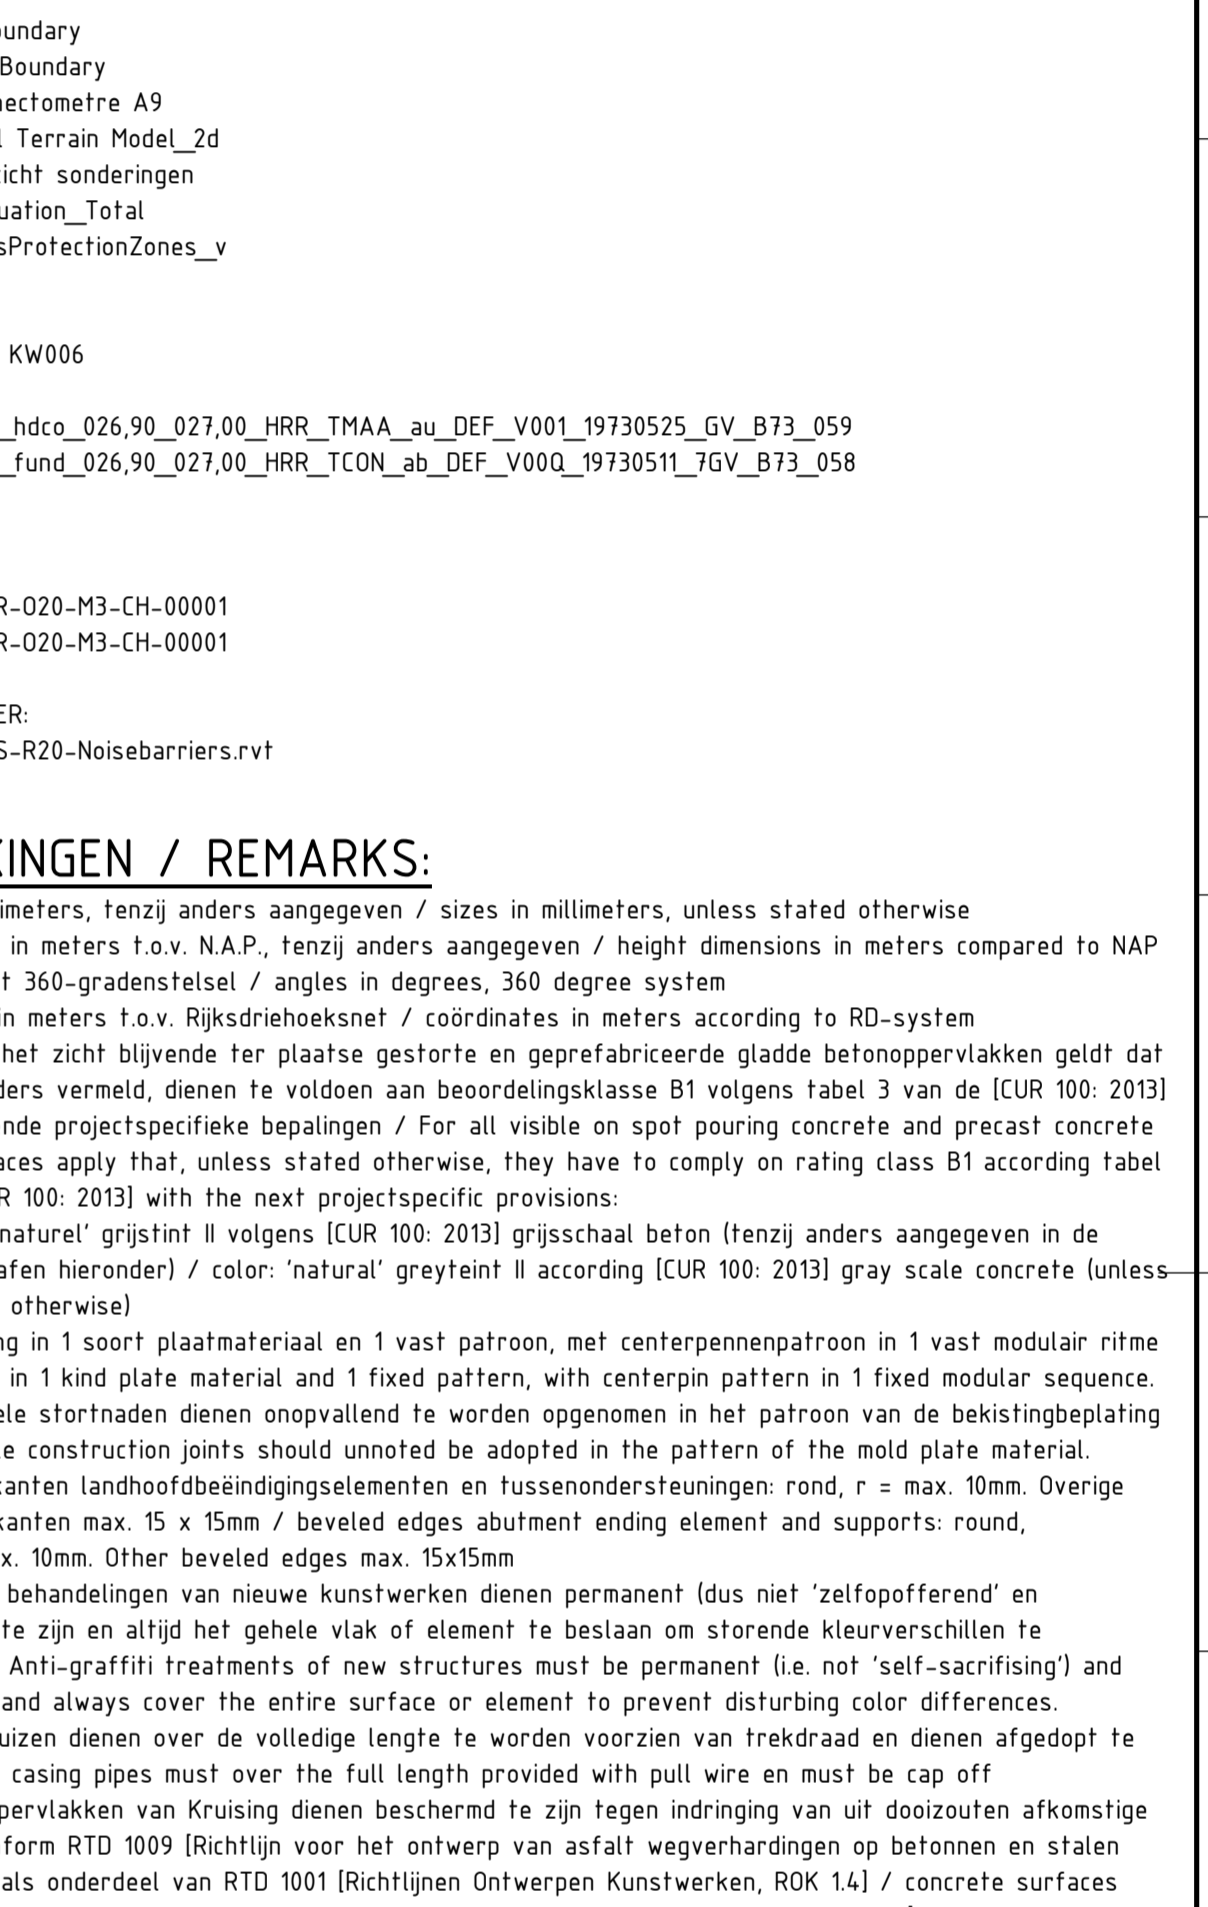 oundary
Boundary
hectometre A9
l Terrain Model_2d
zicht sonderingen
uation_Total
sProtectionZones_v
KW006
_hdco_026,90_027,00_HRR_TMAA_au_DEF_V001_19730525_GV_B73_059
_fund_026,90_027,00_HRR_TCON_ab_DEF_V00Q_19730511_7GV_B73_058
R-O20-M3-CH-00001
R-O20-M3-CH-00001
ER:
S-R20-Noisebarriers.rvt
KINGEN / REMARKS:
imeters, tenzij anders aangegeven / sizes in millimeters, unless stated otherwise
in meters t.o.v. N.A.P., tenzij anders aangegeven / height dimensions in meters compared to NAP
t 360-gradenstelsel / angles in degrees, 360 degree system
in meters t.o.v. Rijksdriehoeksnet / coördinates in meters according to RD-system
het zicht blijvende ter plaatse gestorte en geprefabriceerde gladde betonoppervlakken geldt dat
ders vermeld, dienen te voldoen aan beoordelingsklasse B1 volgens tabel 3 van de [CUR 100: 2013]
nde projectspecifieke bepalingen / For all visible on spot pouring concrete and precast concrete
aces apply that, unless stated otherwise, they have to comply on rating class B1 according tabel
R 100: 2013] with the next projectspecific provisions:
naturel' grijstint II volgens [CUR 100: 2013] grijsschaal beton (tenzij anders aangegeven in de
afen hieronder) / color: 'natural' greyteint II according [CUR 100: 2013] gray scale concrete (unless
otherwise)
ng in 1 soort plaatmateriaal en 1 vast patroon, met centerpennenpatroon in 1 vast modulair ritme
in 1 kind plate material and 1 fixed pattern, with centerpin pattern in 1 fixed modular sequence.
ele stortnaden dienen onopvallend te worden opgenomen in het patroon van de bekistingbeplating
le construction joints should unnoted be adopted in the pattern of the mold plate material.
kanten landhoofdbeëindigingselementen en tussenondersteuningen: rond, r = max. 10mm. Overige
kanten max. 15 x 15mm / beveled edges abutment ending element and supports: round,
x. 10mm. Other beveled edges max. 15x15mm
behandelingen van nieuwe kunstwerken dienen permanent (dus niet 'zelfopofferend' en
te zijn en altijd het gehele vlak of element te beslaan om storende kleurverschillen te
Anti-graffiti treatments of new structures must be permanent (i.e. not 'self-sacrifising') and
and always cover the entire surface or element to prevent disturbing color differences.
uizen dienen over de volledige lengte te worden voorzien van trekdraad en dienen afgedopt te
casing pipes must over the full length provided with pull wire en must be cap off
pervlakken van Kruising dienen beschermd te zijn tegen indringing van uit dooizouten afkomstige
nform RTD 1009 [Richtlijn voor het ontwerp van asfalt wegverhardingen op betonnen en stalen
als onderdeel van RTD 1001 [Richtlijnen Ontwerpen Kunstwerken, ROK 1.4] / concrete surfaces